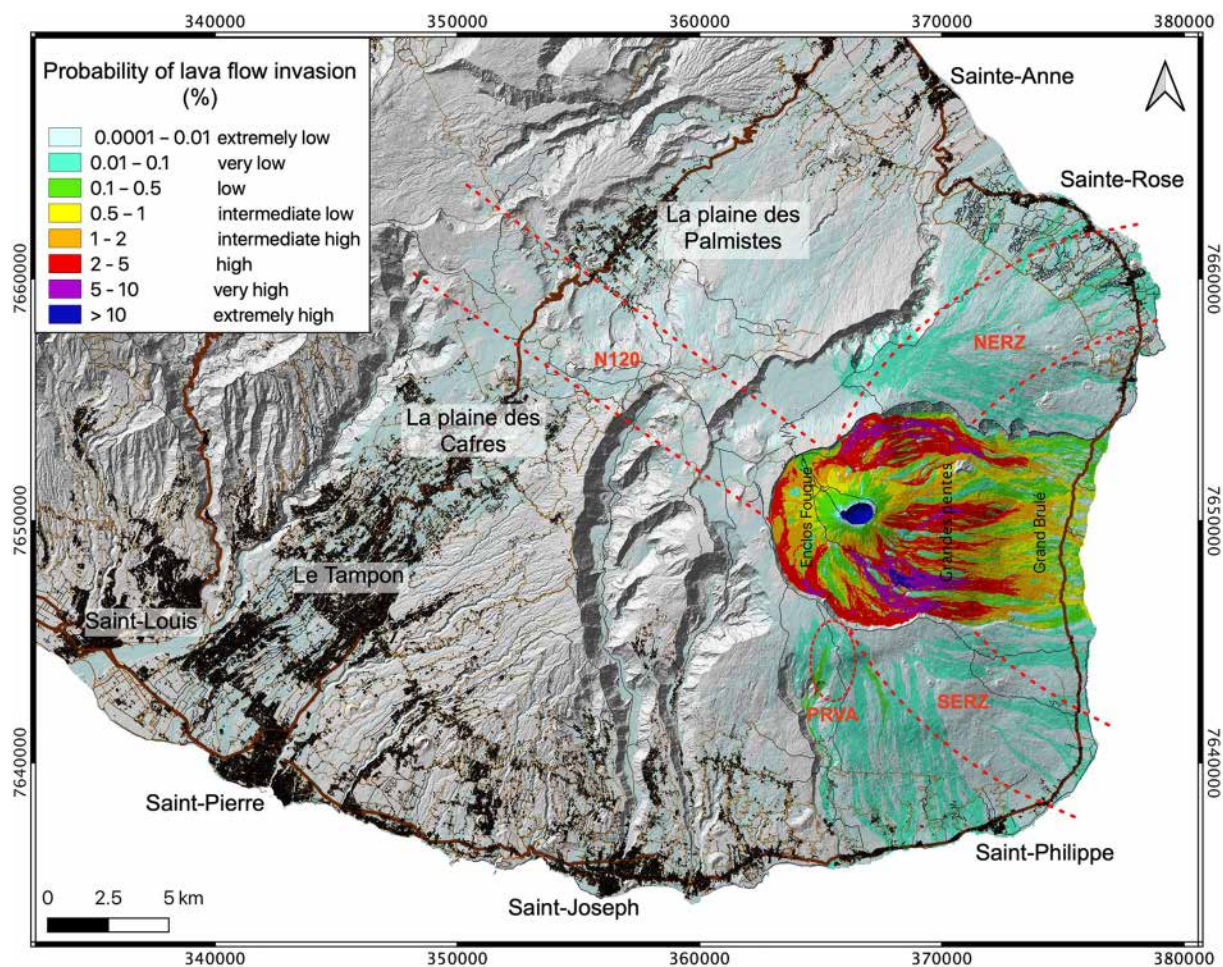 340000 350000 360000 370000 380000
Probability of lava flow invasion
(%)
0.0001 – 0.01 extremely low
0.01 – 0.1 very low
0.1 – 0.5 low
0.5 – 1 intermediate low
1 – 2 intermediate high
2 – 5 high
5 – 10 very high
> 10 extremely high
Sainte-Anne
Sainte-Rose
La plaine des
Palmistes
7660000 7660000
N120
NERZ
La plaine des
Cafres
Enclos Fouqué
Grandes pentes
Grand Brulé
7650000 7650000
Le Tampon
Saint-Louis
PRVA
SERZ
7640000 7640000
Saint-Pierre
Saint-Philippe
Saint-Joseph
0 2.5 5 km
340000 350000 360000 370000 380000